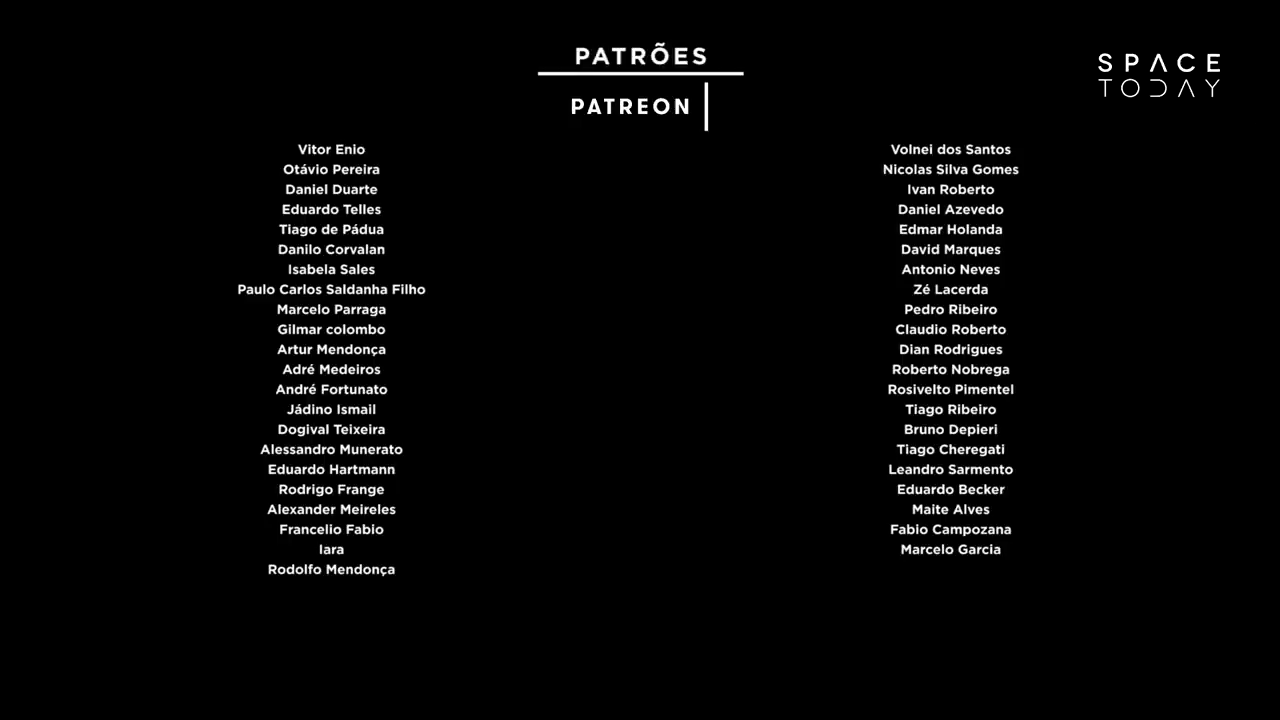 PATRÕES
PATREON
SPACE
TODAY
Vitor Enio
Otávio Pereira
Daniel Duarte
Eduardo Telles
Tiago de Pádua
Danilo Corvalan
Isabela Sales
Paulo Carlos Saldanha Filho
Marcelo Parraga
Gilmar colombo
Artur Mendonça
Adré Medeiros
André Fortunato
Jádino Ismail
Dogival Teixeira
Alessandro Munerato
Eduardo Hartmann
Rodrigo Frange
Alexander Meireles
Francelio Fabio
Iara
Rodolfo Mendonça
Volnei dos Santos
Nicolas Silva Gomes
Ivan Roberto
Daniel Azevedo
Edmar Holanda
David Marques
Antonio Neves
Zé Lacerda
Pedro Ribeiro
Claudio Roberto
Dian Rodrigues
Roberto Nobrega
Rosivelto Pimentel
Tiago Ribeiro
Bruno Depieri
Tiago Cheregati
Leandro Sarmento
Eduardo Becker
Maite Alves
Fabio Campozana
Marcelo Garcia